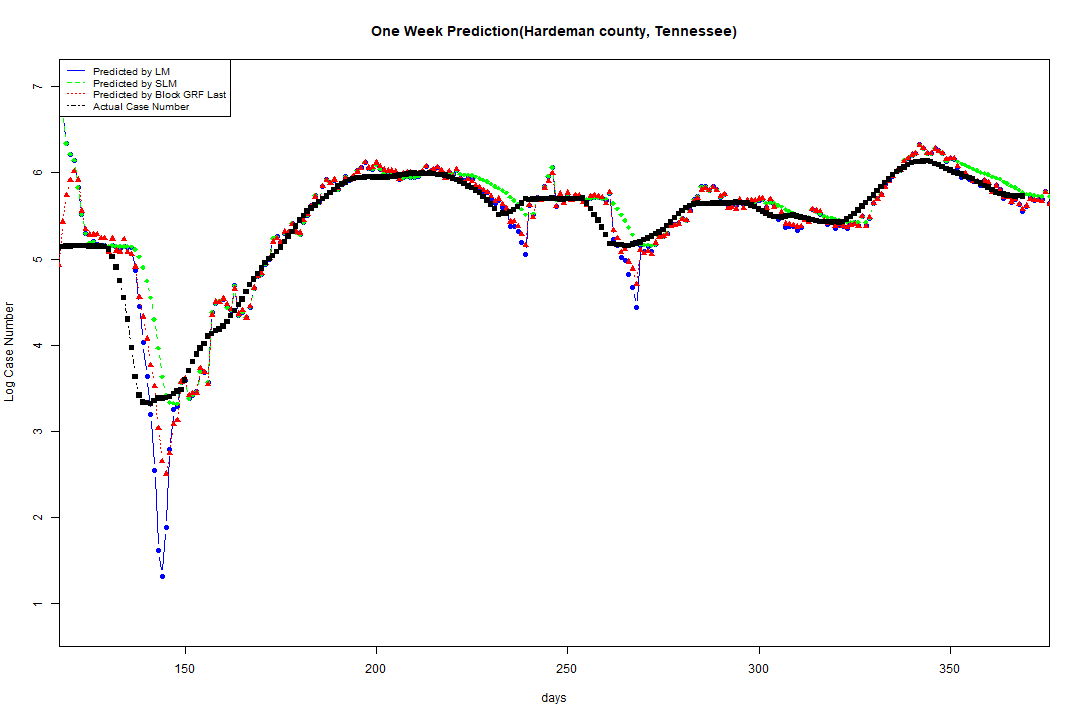 One Week Prediction(Hardeman county, Tennessee)
Predicted by LM
Predicted by SLM
Predicted by Block GRF Last
Actual Case Number
7
6
5
4
3
2
1
Log Case Number
150 200 250 300 350
days